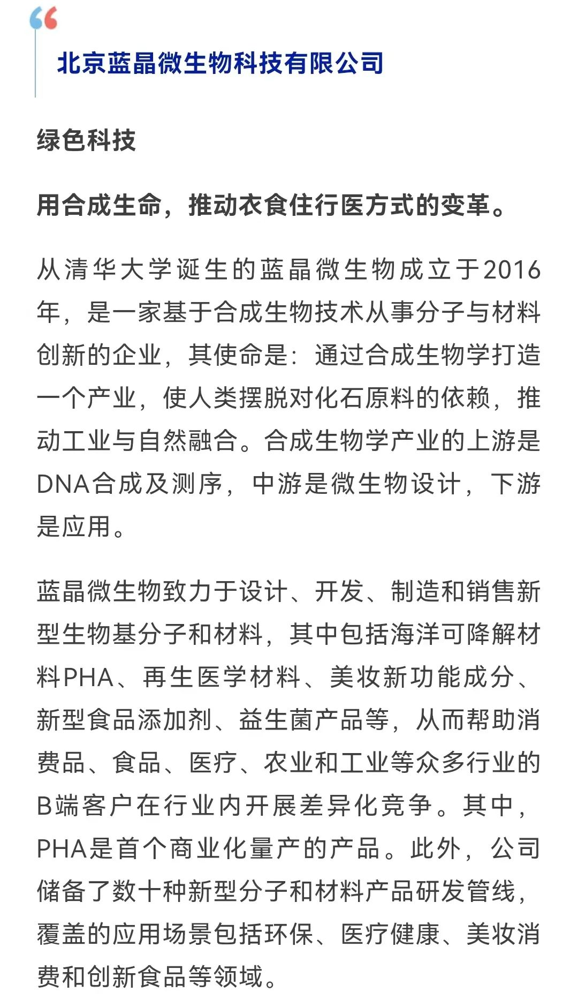 北京蓝晶微生物科技有限公司
绿色科技
用合成生命，推动衣食住行医方式的变革。
从清华大学诞生的蓝晶微生物成立于2016
年，是一家基于合成生物技术从事分子与材料
创新的企业，其使命是：通过合成生物学打造
一个产业，使人类摆脱对化石原料的依赖，推
动工业与自然融合。合成生物学产业的上游是
DNA合成及测序，中游是微生物设计，下游
是应用。
蓝晶微生物致力于设计、开发、制造和销售新
型生物基分子和材料，其中包括海洋可降解材
料PHA、再生医学材料、美妆新功能成分、
新型食品添加剂、益生菌产品等，从而帮助消
费品、食品、医疗、农业和工业等众多行业的
B端客户在行业内开展差异化竞争。其中，
PHA是首个商业化量产的产品。此外，公司
储备了数十种新型分子和材料产品研发管线，
覆盖的应用场景包括环保、医疗健康、美妆消
费和创新食品等领域。